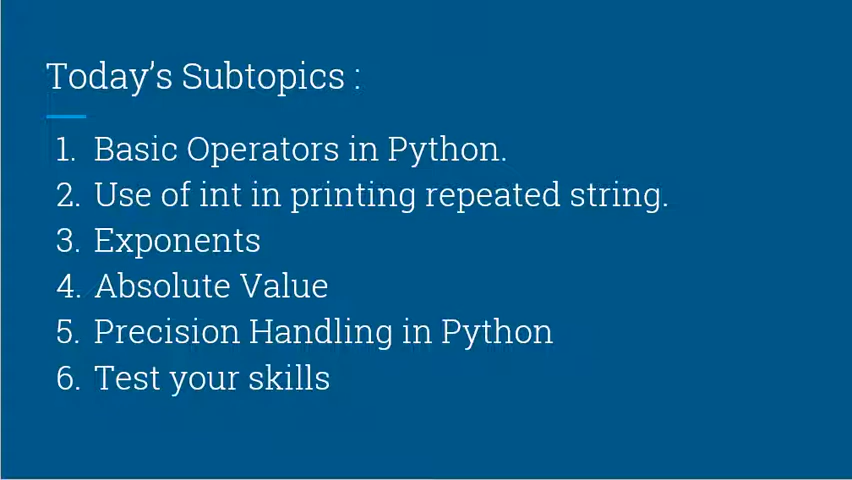 Today’s Subtopics :
1. Basic Operators in Python.
2. Use of int in printing repeated string.
3. Exponents
4. Absolute Value
5. Precision Handling in Python
6. Test your skills